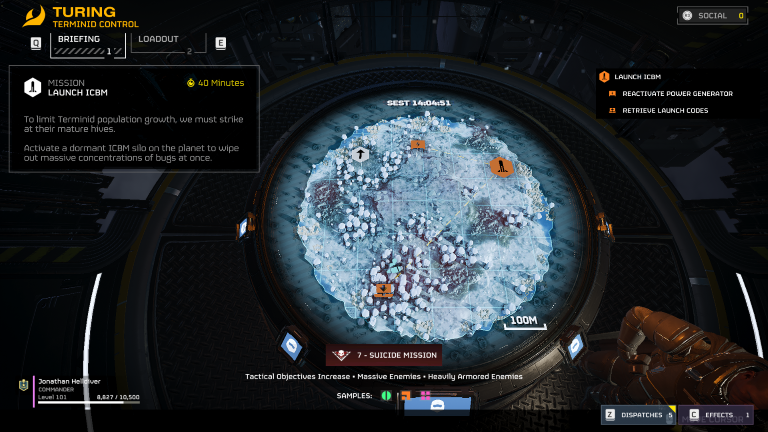 TURING
TERMINID CONTROL
Q
BRIEFING
1
LOADOUT
2
E
SOCIAL 0
MISSION
LAUNCH ICBM
40 Minutes
To limit Terminid population growth, we must strike
at their mature hives.
Activate a dormant ICBM silo on the planet to wipe
out massive concentrations of bugs at once.
LAUNCH ICBM
REACTIVATE POWER GENERATOR
RETRIEVE LAUNCH CODES
SEST 14:04:51
100M
7 - SUICIDE MISSION
Tactical Objectives Increase • Massive Enemies • Heavily Armored Enemies
SAMPLES:
Jonathan Helldiver
COMMANDER
Level 101
8,827 / 10,500
Z DISPATCHES 5
C EFFECTS 1